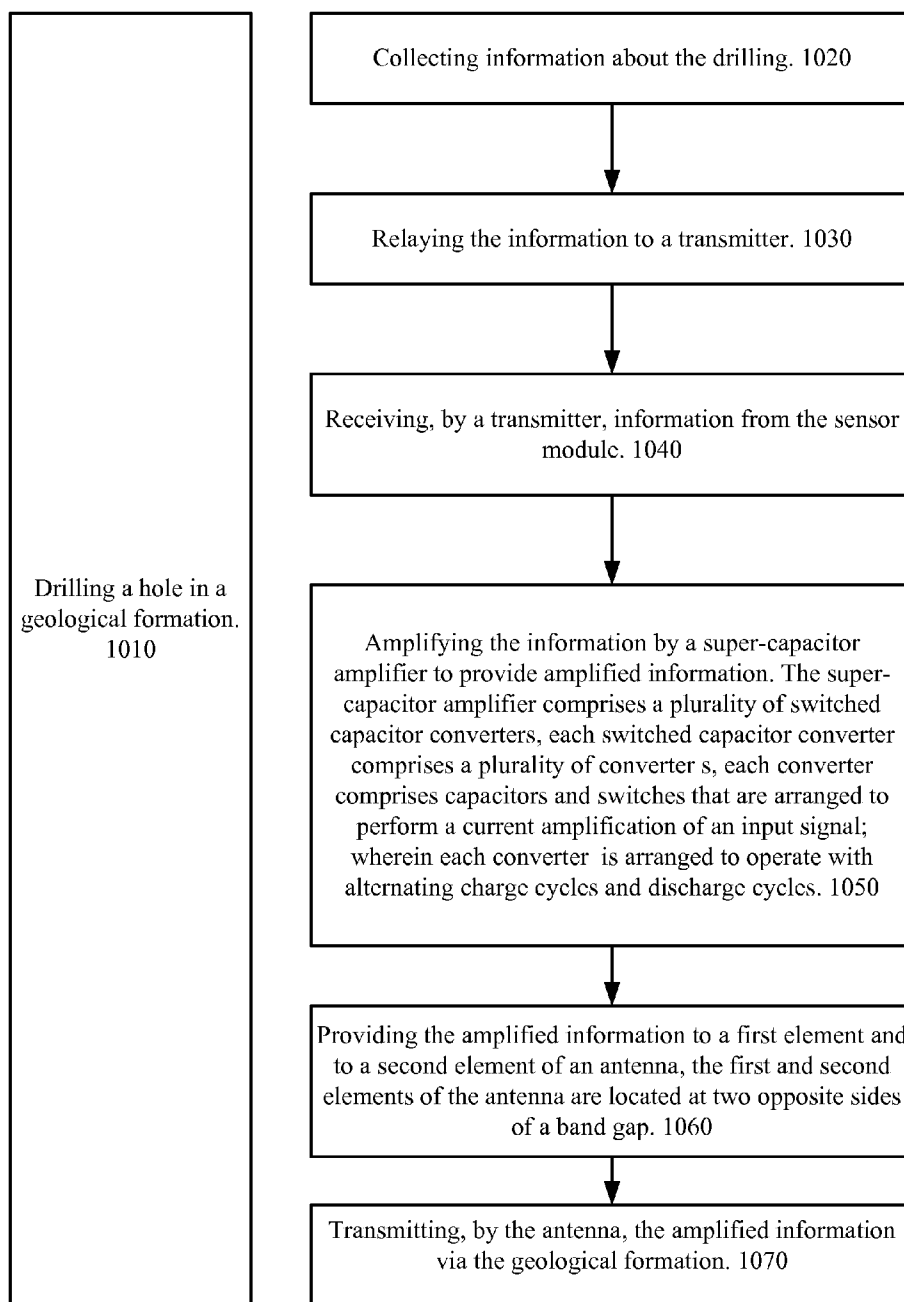 Collecting information about the drilling. 1020
Relaying the information to a transmitter. 1030
Receiving, by a transmitter, information from the sensor
module. 1040
Drilling a hole in a
geological formation.
1010
Amplifying the information by a super-capacitor
amplifier to provide amplified information. The super-
capacitor amplifier comprises a plurality of switched
capacitor converters, each switched capacitor converter
comprises a plurality of converter s, each converter
comprises capacitors and switches that are arranged to
perform a current amplification of an input signal;
wherein each converter  is arranged to operate with
alternating charge cycles and discharge cycles. 1050
Providing the amplified information to a first element and
to a second element of an antenna, the first and second
elements of the antenna are located at two opposite sides
of a band gap. 1060
Transmitting, by the antenna, the amplified information
via the geological formation. 1070